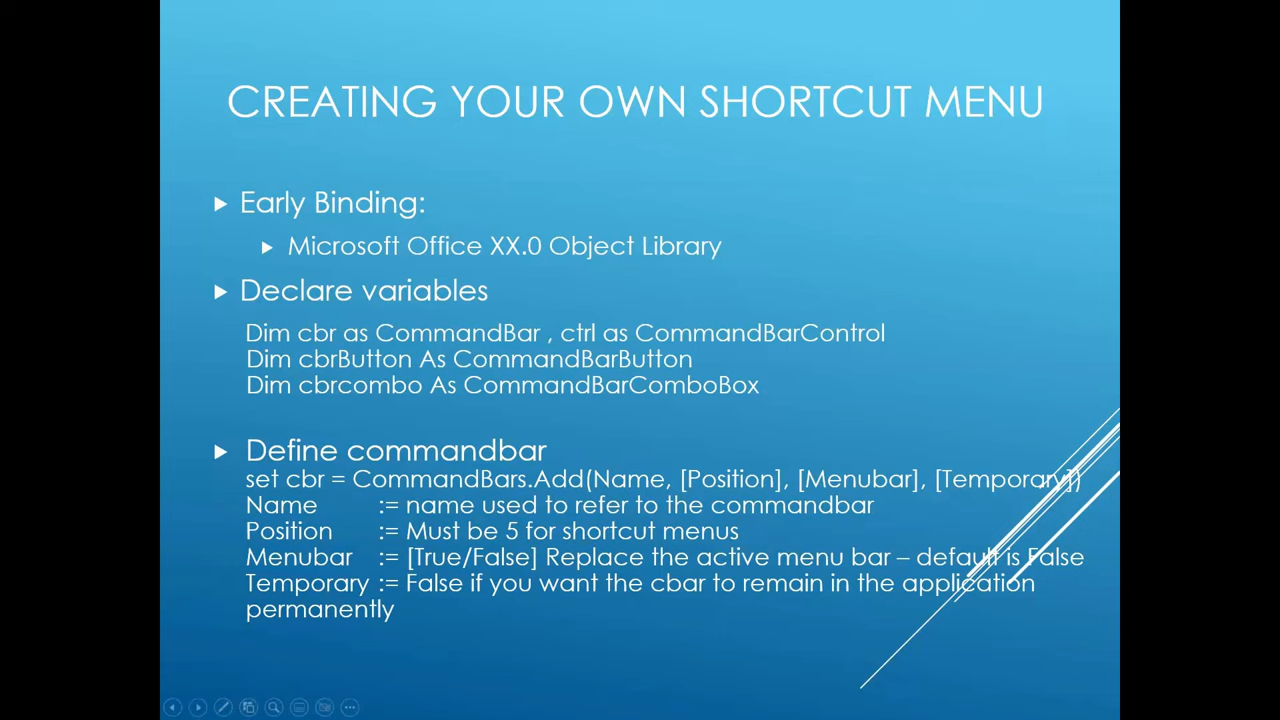 CREATING YOUR OWN SHORTCUT MENU
Early Binding:
Microsoft Office XX.0 Object Library
Declare variables
Dim cbr as CommandBar , ctrl as CommandBarControl
Dim cbrButton As CommandBarButton
Dim cbrcombo As CommandBarComboBox
Define commandbar
set cbr = CommandBars.Add(Name, [Position], [Menubar], [Temporary])
Name := name used to refer to the commandbar
Position := Must be 5 for shortcut menus
Menubar := [True/False] Replace the active menu bar – default is False
Temporary := False if you want the cbar to remain in the application
permanently